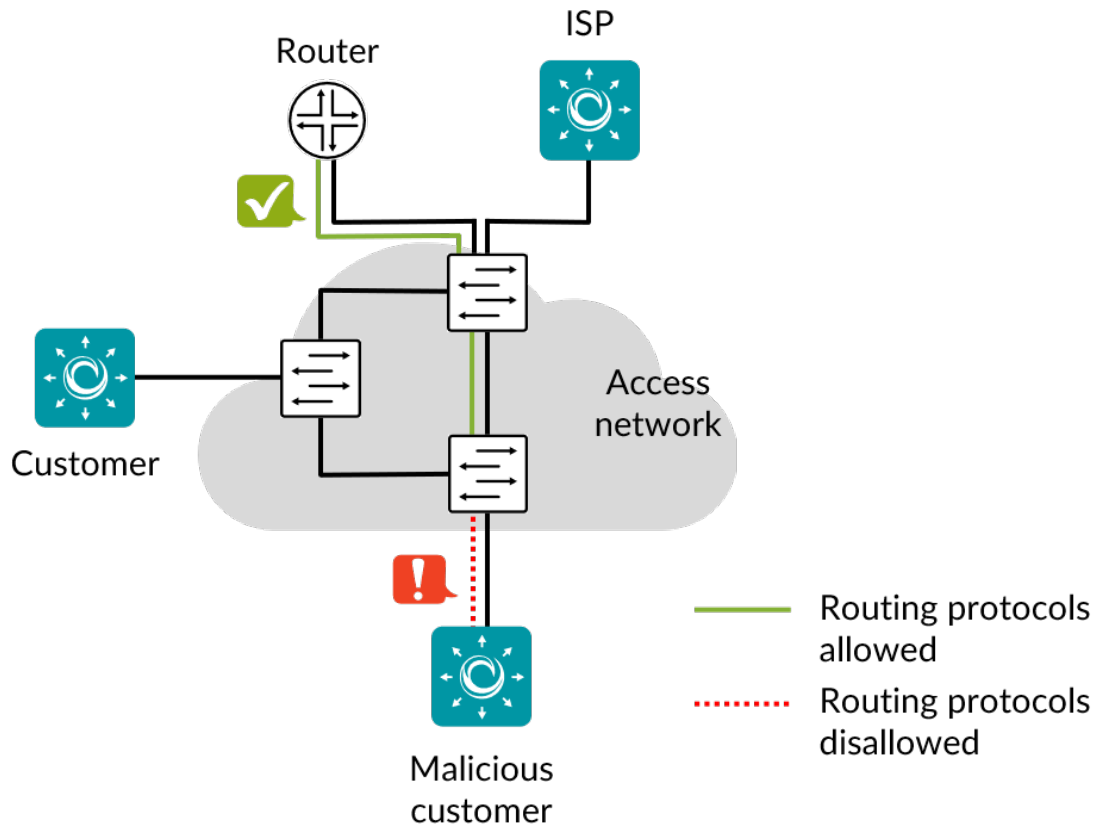 ISP
Router
Access
network
Customer
Routing protocols
allowed
Routing protocols
disallowed
Malicious
customer